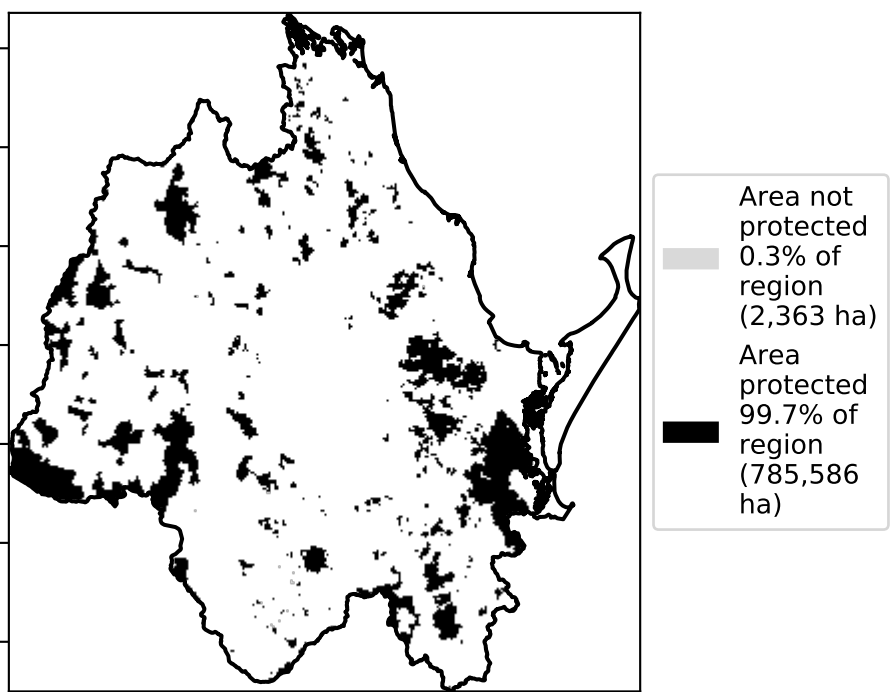 Area not
protected
0.3% of
region
(2,363 ha)
Area
protected
99.7% of
region
(785,586
ha)